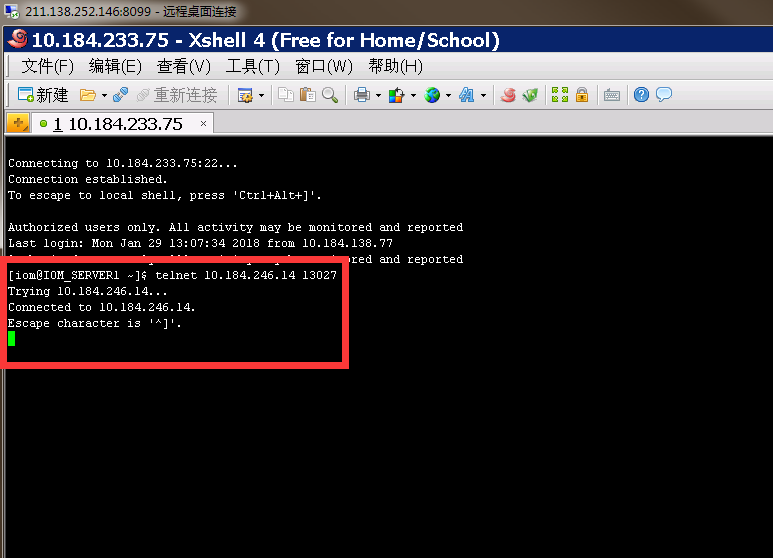 211.138.252.146:8099 - 远程桌面连接
10.184.233.75 - Xshell 4 (Free for Home/School)
文件(F) 编辑(E) 查看(V) 工具(T) 窗口(W) 帮助(H)
新建 重新连接
1 10.184.233.75 ×
Connecting to 10.184.233.75:22...
Connection established.
To escape to local shell, press 'Ctrl+Alt+]'.
Authorized users only. All activity may be monitored and reported
Last login: Mon Jan 29 13:07:34 2018 from 10.184.138.77
tored and reported
[iom@IOM_SERVER1 ~]$ telnet 10.184.246.14 13027
Trying 10.184.246.14...
Connected to 10.184.246.14.
Escape character is '^]'.